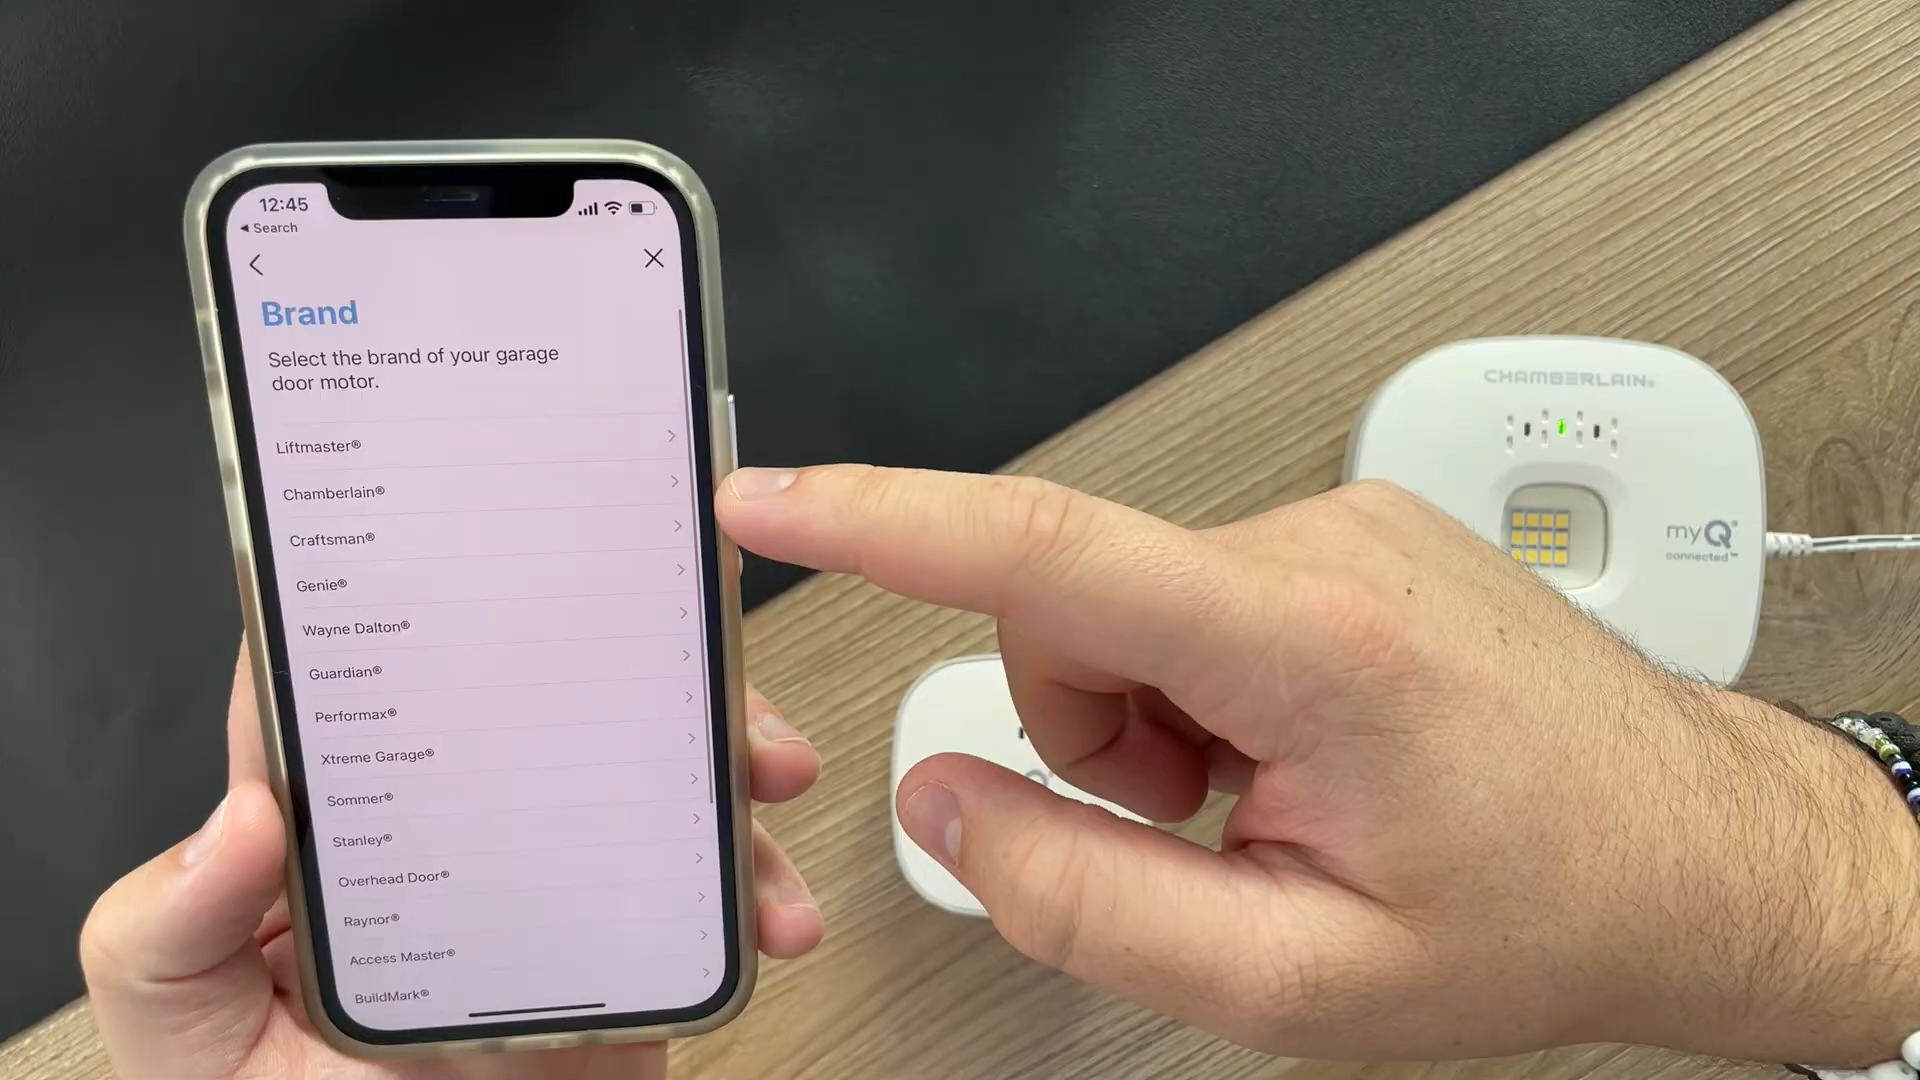 12:45
Search
Brand
Select the brand of your garage
door motor.
Liftmaster®
Chamberlain®
Craftsman®
Genie®
Wayne Dalton®
Guardian®
Performax®
Xtreme Garage®
Sommer®
Stanley®
Overhead Door®
Raynor®
Access Master®
BuildMark®
CHAMBERLAIN®
myQ®
connected™